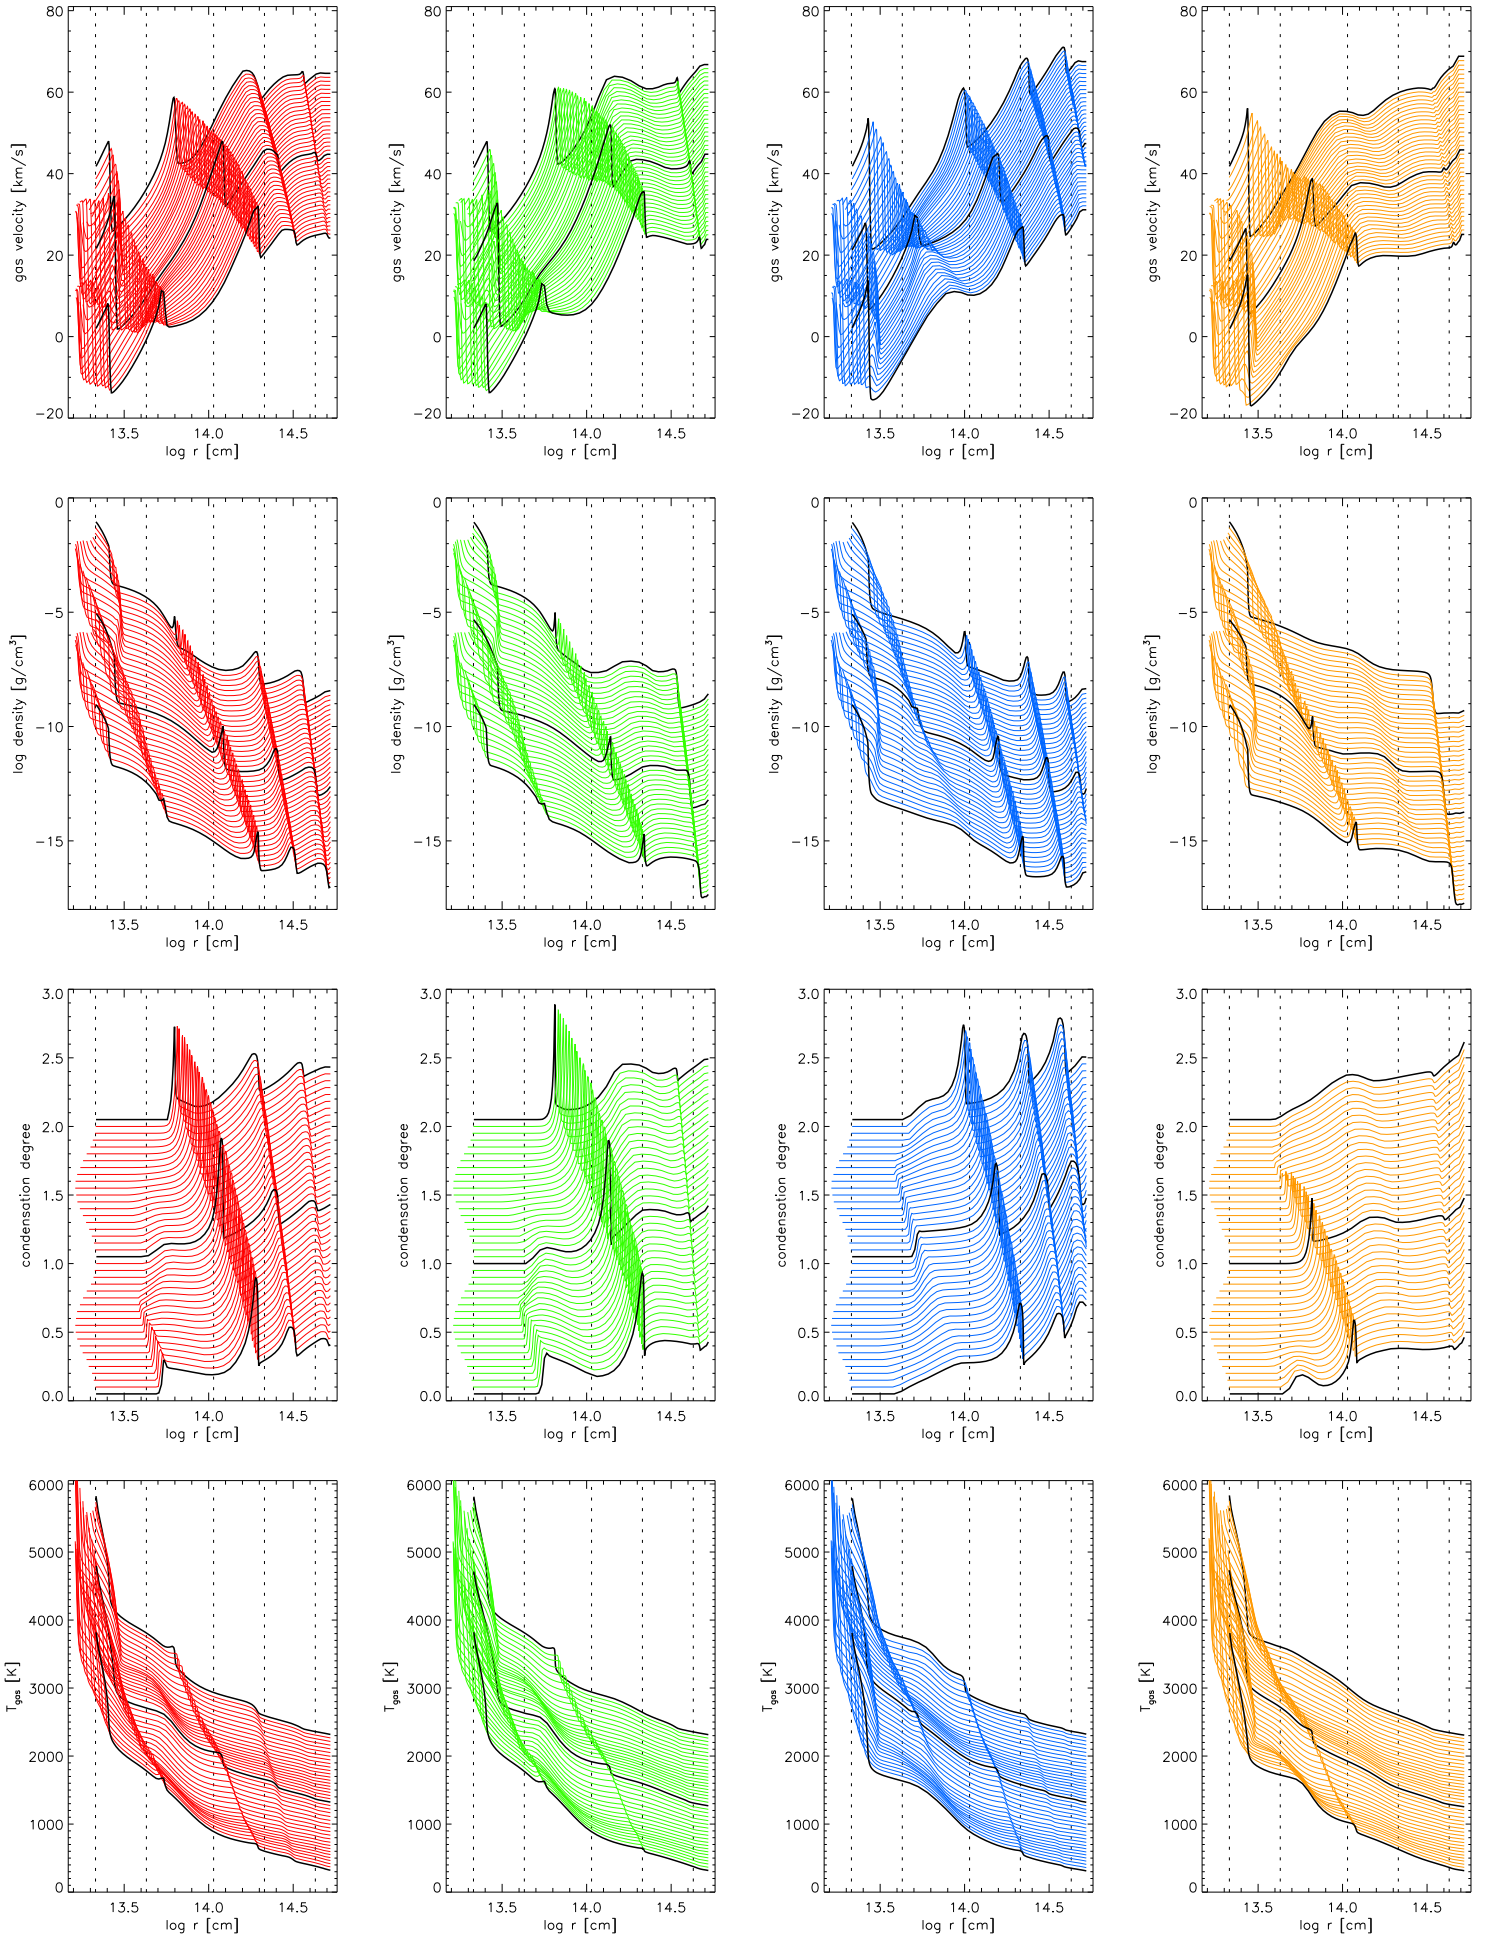 80
60
40
20
0
−20
gas velocity [km/s]
13.5 14.0 14.5
log r [cm]
80
60
40
20
0
−20
gas velocity [km/s]
13.5 14.0 14.5
log r [cm]
80
60
40
20
0
−20
gas velocity [km/s]
13.5 14.0 14.5
log r [cm]
80
60
40
20
0
−20
gas velocity [km/s]
13.5 14.0 14.5
log r [cm]
0
−5
−10
−15
log density [g/cm³]
13.5 14.0 14.5
log r [cm]
0
−5
−10
−15
log density [g/cm³]
13.5 14.0 14.5
log r [cm]
0
−5
−10
−15
log density [g/cm³]
13.5 14.0 14.5
log r [cm]
0
−5
−10
−15
log density [g/cm³]
13.5 14.0 14.5
log r [cm]
3.0
2.5
2.0
1.5
1.0
0.5
0.0
condensation degree
13.5 14.0 14.5
log r [cm]
3.0
2.5
2.0
1.5
1.0
0.5
0.0
condensation degree
13.5 14.0 14.5
log r [cm]
3.0
2.5
2.0
1.5
1.0
0.5
0.0
condensation degree
13.5 14.0 14.5
log r [cm]
3.0
2.5
2.0
1.5
1.0
0.5
0.0
condensation degree
13.5 14.0 14.5
log r [cm]
6000
5000
4000
3000
2000
1000
0
T_gas [K]
13.5 14.0 14.5
log r [cm]
6000
5000
4000
3000
2000
1000
0
T_gas [K]
13.5 14.0 14.5
log r [cm]
6000
5000
4000
3000
2000
1000
0
T_gas [K]
13.5 14.0 14.5
log r [cm]
6000
5000
4000
3000
2000
1000
0
T_gas [K]
13.5 14.0 14.5
log r [cm]